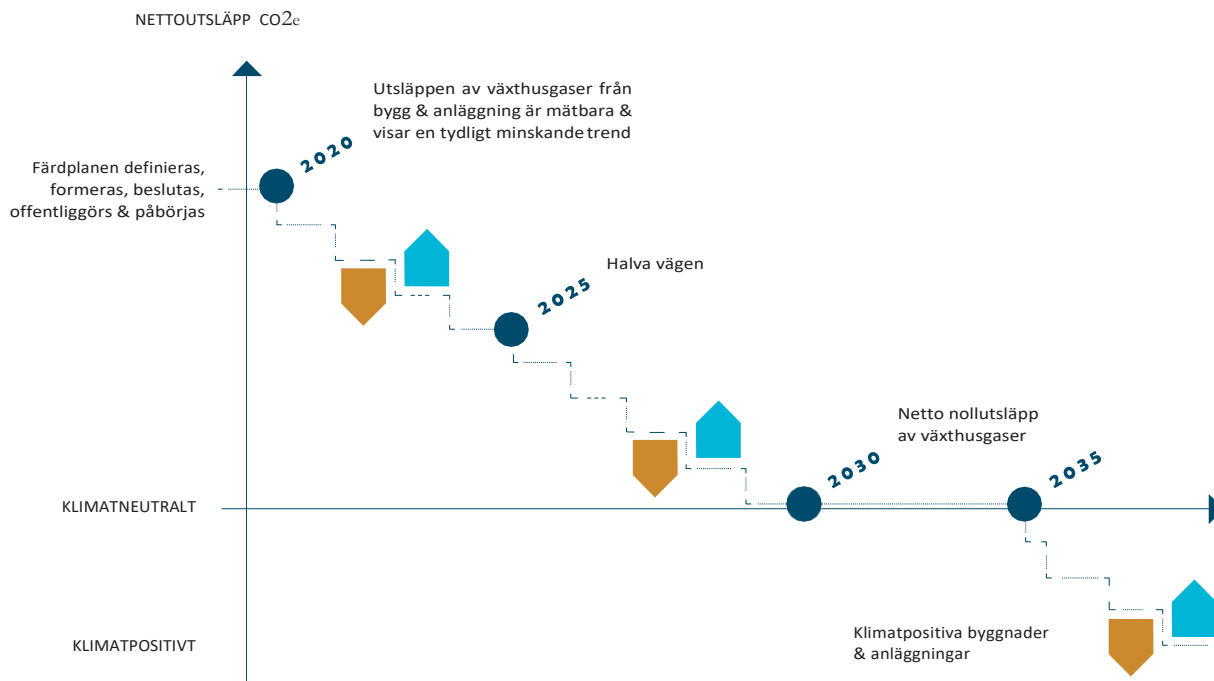 NETTOUTSLÄPP CO2e
Utsläppen av växthusgaser från
bygg & anläggning är mätbara &
visar en tydligt minskande trend
2020
Färdplanen definieras,
formeras, beslutas,
offentliggörs & påbörjas
Halva vägen
2025
Netto nollutsläpp
av växthusgaser
2030
2035
KLIMATNEUTRALT
Klimatpositiva byggnader
& anläggningar
KLIMATPOSITIVT